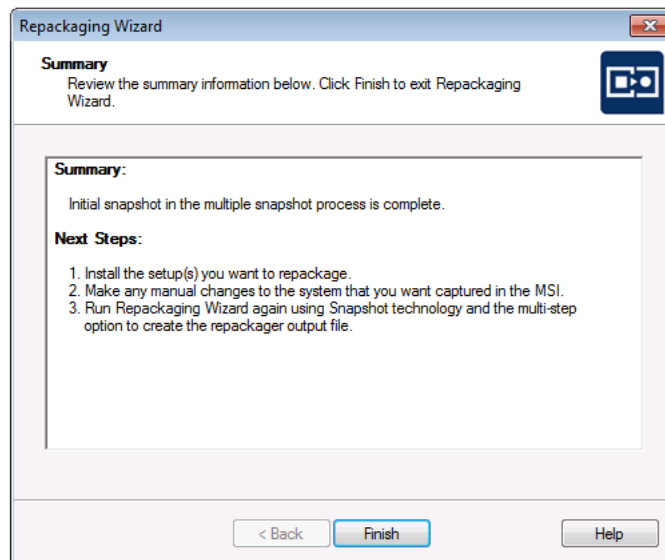 Repackaging Wizard
Summary
Review the summary information below. Click Finish to exit Repackaging
Wizard.
Summary:
Initial snapshot in the multiple snapshot process is complete.
Next Steps:
1. Install the setup(s) you want to repackage.
2. Make any manual changes to the system that you want captured in the MSI.
3. Run Repackaging Wizard again using Snapshot technology and the multi-step
option to create the repackager output file.
< Back
Finish
Help